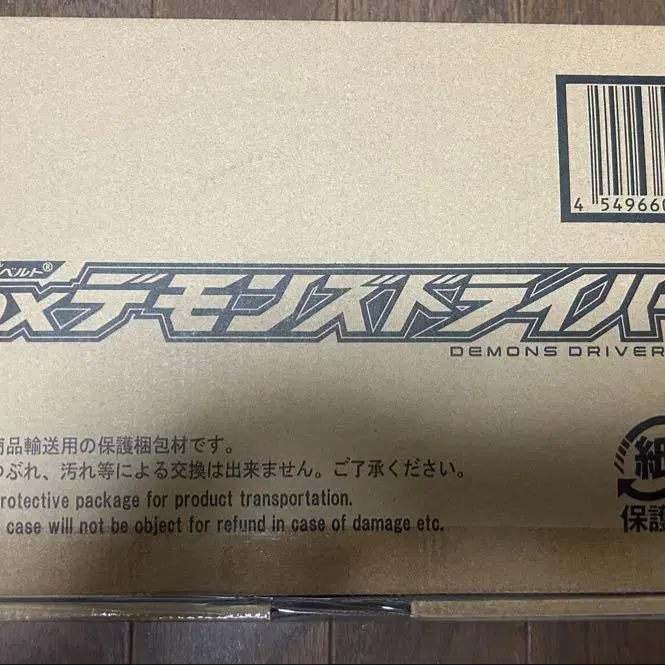 4 549660
ベルト®
Xデモンズドライバー
DEMONS DRIVER
商品輸送用の保護梱包材です。
つぶれ、汚れ等による交換は出来ません。ご了承ください。
rotective package for product transportation.
case will not be object for refund in case of damage etc.
紙
保護